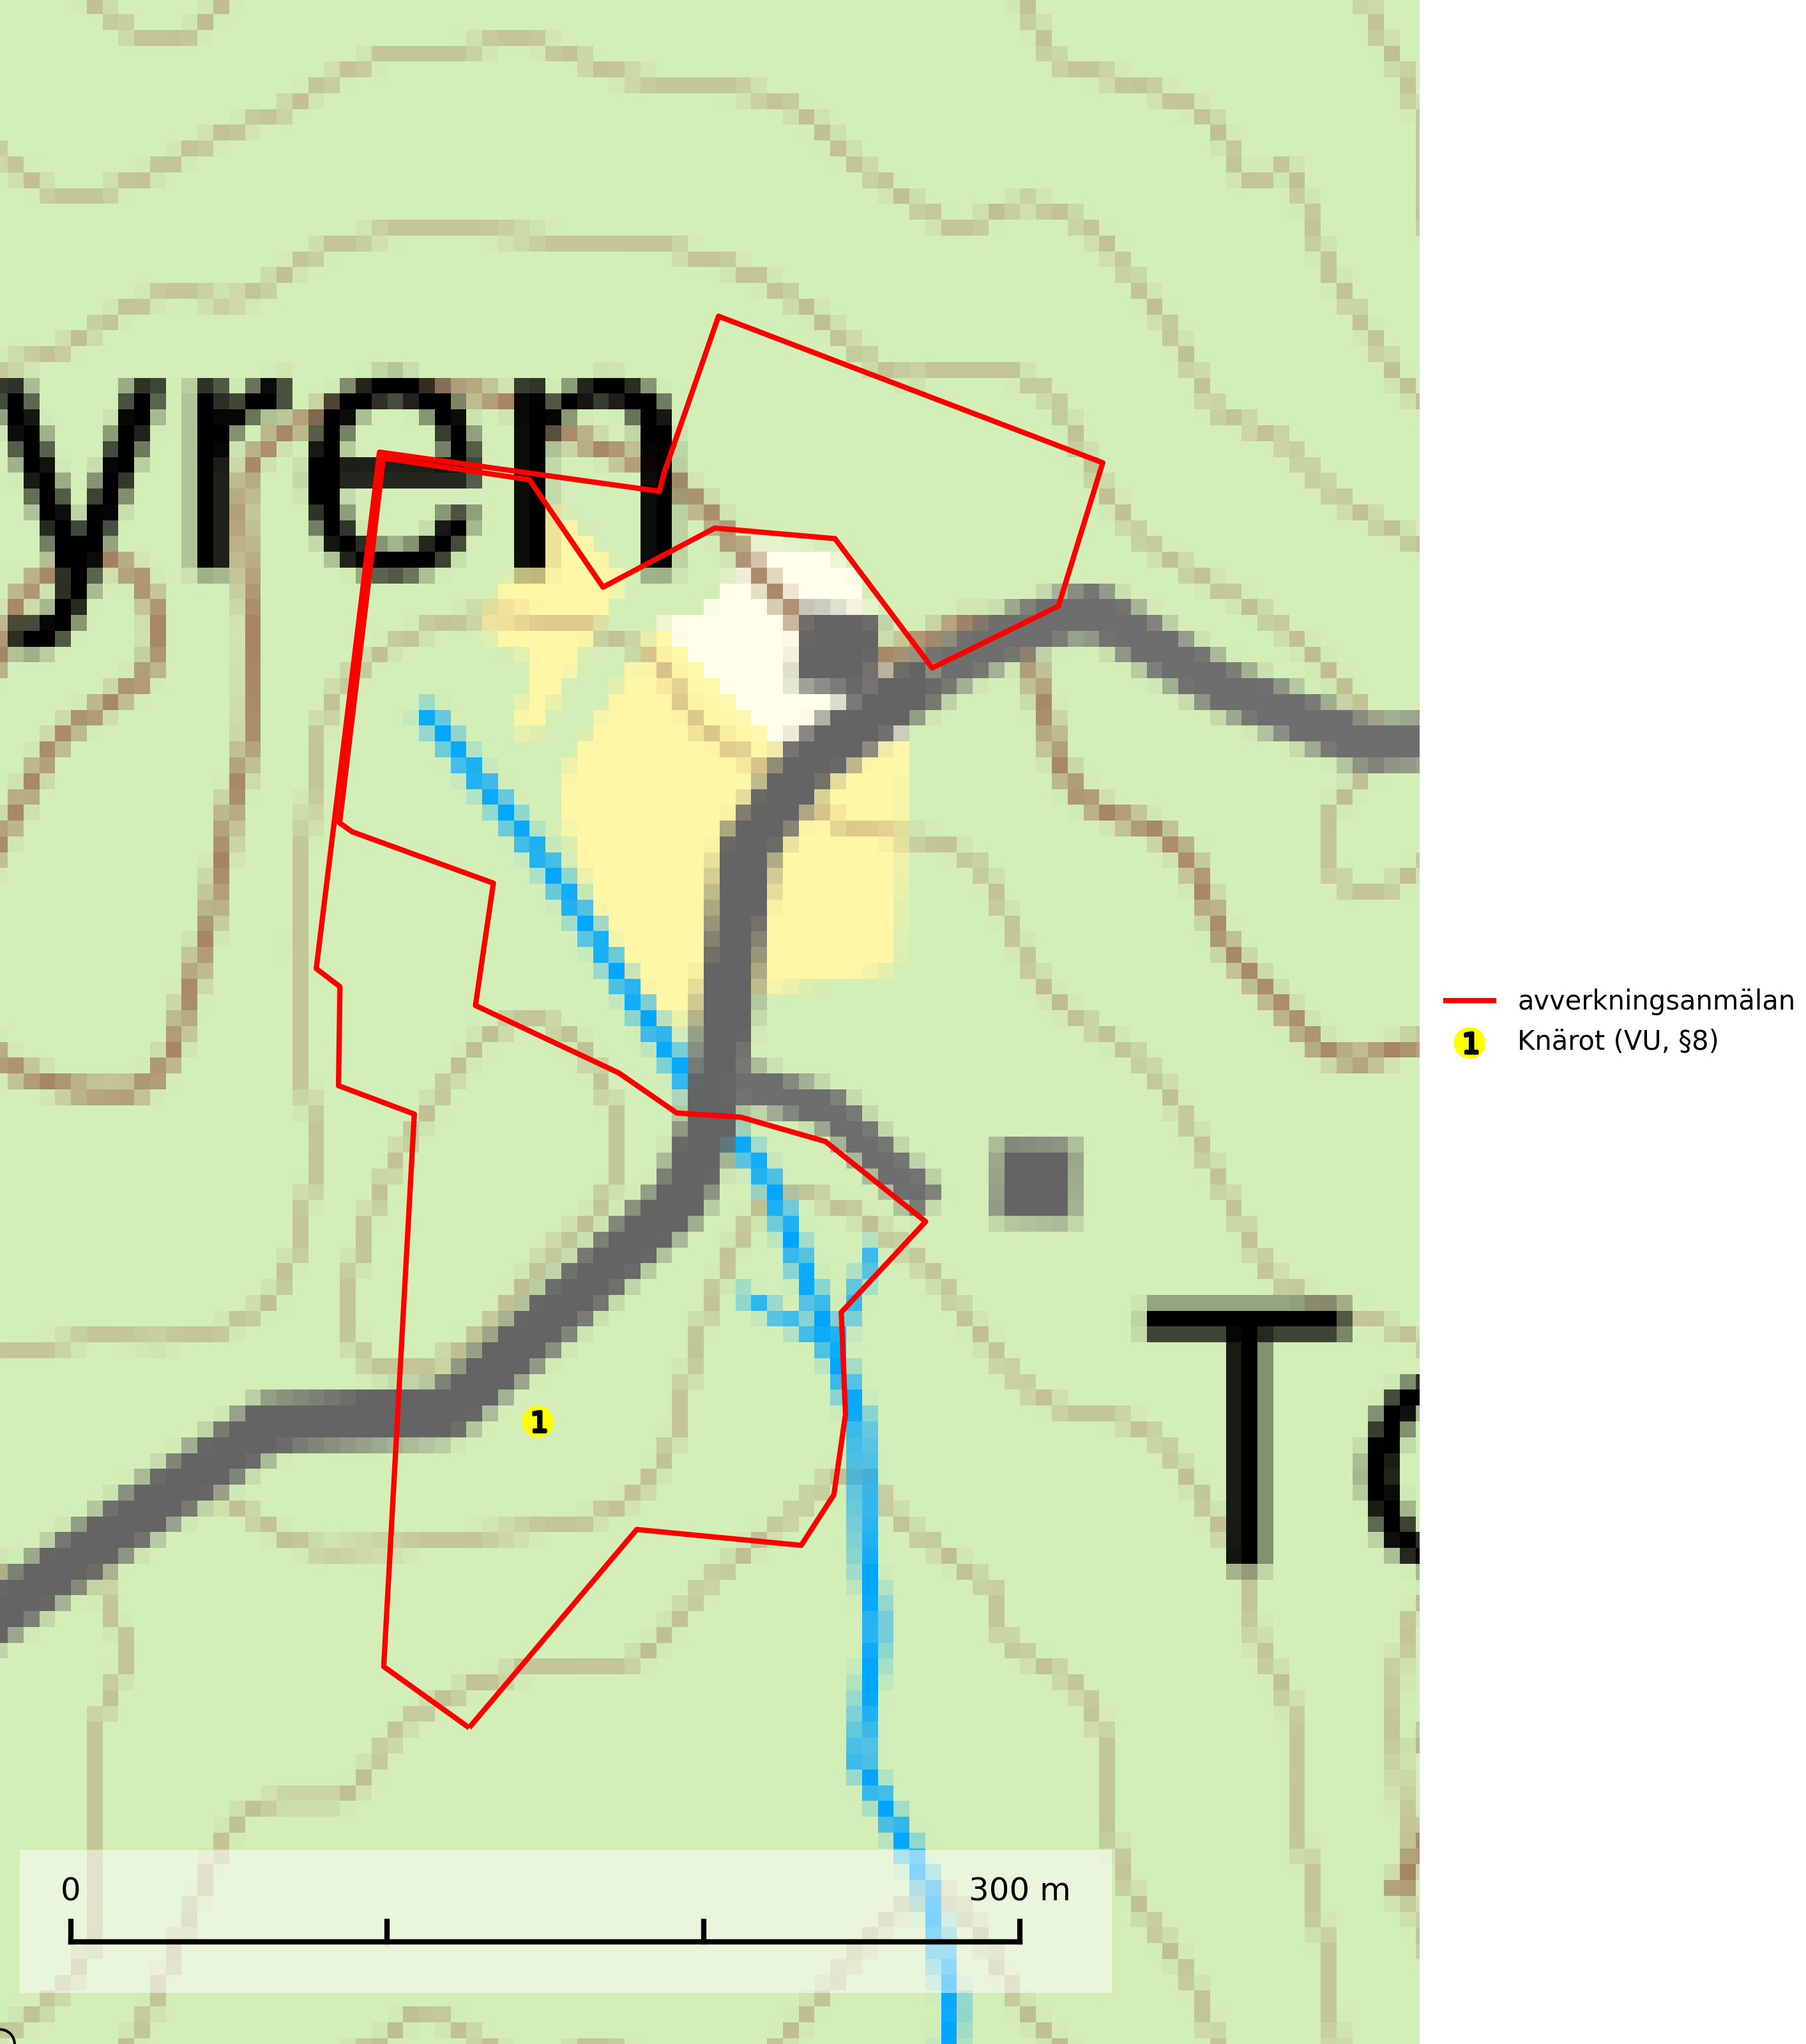 yren
avverkningsanmälan
1 Knärot (VU, §8)
1
T
0 300 m